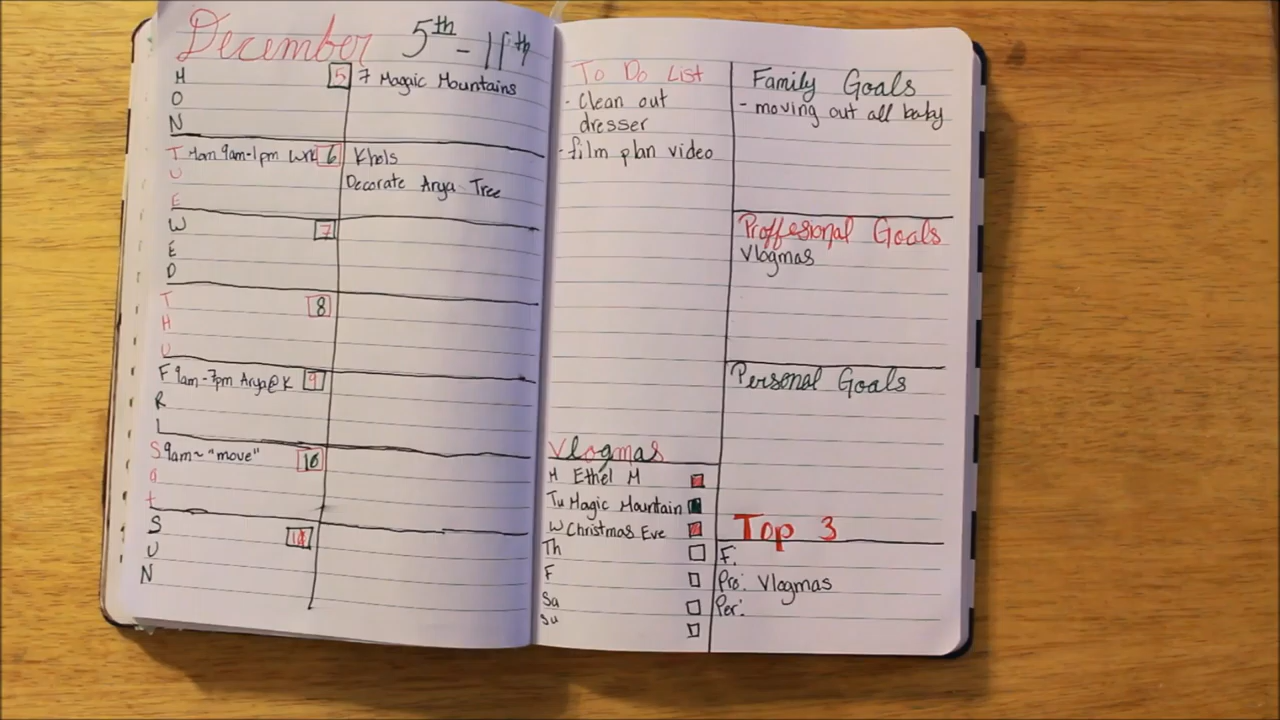 December 5th - 11th
M
O
N
5
7 Magaic Mountains
T
U
E
9am-1pm Wrk
6
Khols
Decorate Arya Tree
W
E
D
7
T
H
U
8
F
R
I
9am-7pm Arya@K
9
S
a
t
9am~ "move"
10
S
U
N
11
To Do List
- Clean out
dresser
- film plan video
Vlogmas
M Ethel M
Tu Magic Mountain
W Christmas Eve
Th
F
Sa
Su
Family Goals
- moving out all baby
Proffesional Goals
Vlogmas
Personal Goals
Top 3
F.
Pro: Vlogmas
Per: